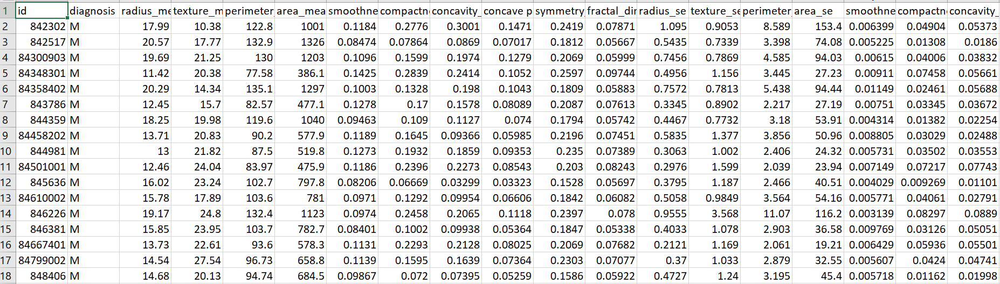 1 id diagnosis radius_me texture_m perimeter_ area_mea smoothne compactn concavity_ concave p symmetry_ fractal_dir radius_se texture_se perimeter_ area_se smoothne compactn concavity_
2 842302 M 17.99 10.38 122.8 1001 0.1184 0.2776 0.3001 0.1471 0.2419 0.07871 1.095 0.9053 8.589 153.4 0.006399 0.04904 0.05373
3 842517 M 20.57 17.77 132.9 1326 0.08474 0.07864 0.0869 0.07017 0.1812 0.05667 0.5435 0.7339 3.398 74.08 0.005225 0.01308 0.0186
4 84300903 M 19.69 21.25 130 1203 0.1096 0.1599 0.1974 0.1279 0.2069 0.05999 0.7456 0.7869 4.585 94.03 0.00615 0.04006 0.03832
5 84348301 M 11.42 20.38 77.58 386.1 0.1425 0.2839 0.2414 0.1052 0.2597 0.09744 0.4956 1.156 3.445 27.23 0.00911 0.07458 0.05661
6 84358402 M 20.29 14.34 135.1 1297 0.1003 0.1328 0.198 0.1043 0.1809 0.05883 0.7572 0.7813 5.438 94.44 0.01149 0.02461 0.05688
7 843786 M 12.45 15.7 82.57 477.1 0.1278 0.17 0.1578 0.08089 0.2087 0.07613 0.3345 0.8902 2.217 27.19 0.00751 0.03345 0.03672
8 844359 M 18.25 19.98 119.6 1040 0.09463 0.109 0.1127 0.074 0.1794 0.05742 0.4467 0.7732 3.18 53.91 0.004314 0.01382 0.02254
9 84458202 M 13.71 20.83 90.2 577.9 0.1189 0.1645 0.09366 0.05985 0.2196 0.07451 0.5835 1.377 3.856 50.96 0.008805 0.03029 0.02488
10 844981 M 13 21.82 87.5 519.8 0.1273 0.1932 0.1859 0.09353 0.235 0.07389 0.3063 1.002 2.406 24.32 0.005731 0.03502 0.03553
11 84501001 M 12.46 24.04 83.97 475.9 0.1186 0.2396 0.2273 0.08543 0.203 0.08243 0.2976 1.599 2.039 23.94 0.007149 0.07217 0.07743
12 845636 M 16.02 23.24 102.7 797.8 0.08206 0.06669 0.03299 0.03323 0.1528 0.05697 0.3795 1.187 2.466 40.51 0.004029 0.009269 0.01101
13 84610002 M 15.78 17.89 103.6 781 0.0971 0.1292 0.09954 0.06606 0.1842 0.06082 0.5058 0.9849 3.564 54.16 0.005771 0.04061 0.02791
14 846226 M 19.17 24.8 132.4 1123 0.0974 0.2458 0.2065 0.1118 0.2397 0.078 0.9555 3.568 11.07 116.2 0.003139 0.08297 0.0889
15 846381 M 15.85 23.95 103.7 782.7 0.08401 0.1002 0.09938 0.05364 0.1847 0.05338 0.4033 1.078 2.903 36.58 0.009769 0.03126 0.05051
16 84667401 M 13.73 22.61 93.6 578.3 0.1131 0.2293 0.2128 0.08025 0.2069 0.07682 0.2121 1.169 2.061 19.21 0.006429 0.05936 0.05501
17 84799002 M 14.54 27.54 96.73 658.8 0.1139 0.1595 0.1639 0.07364 0.2303 0.07077 0.37 1.033 2.879 32.55 0.005607 0.0424 0.04741
18 848406 M 14.68 20.13 94.74 684.5 0.09867 0.072 0.07395 0.05259 0.1586 0.05922 0.4727 1.24 3.195 45.4 0.005718 0.01162 0.01998